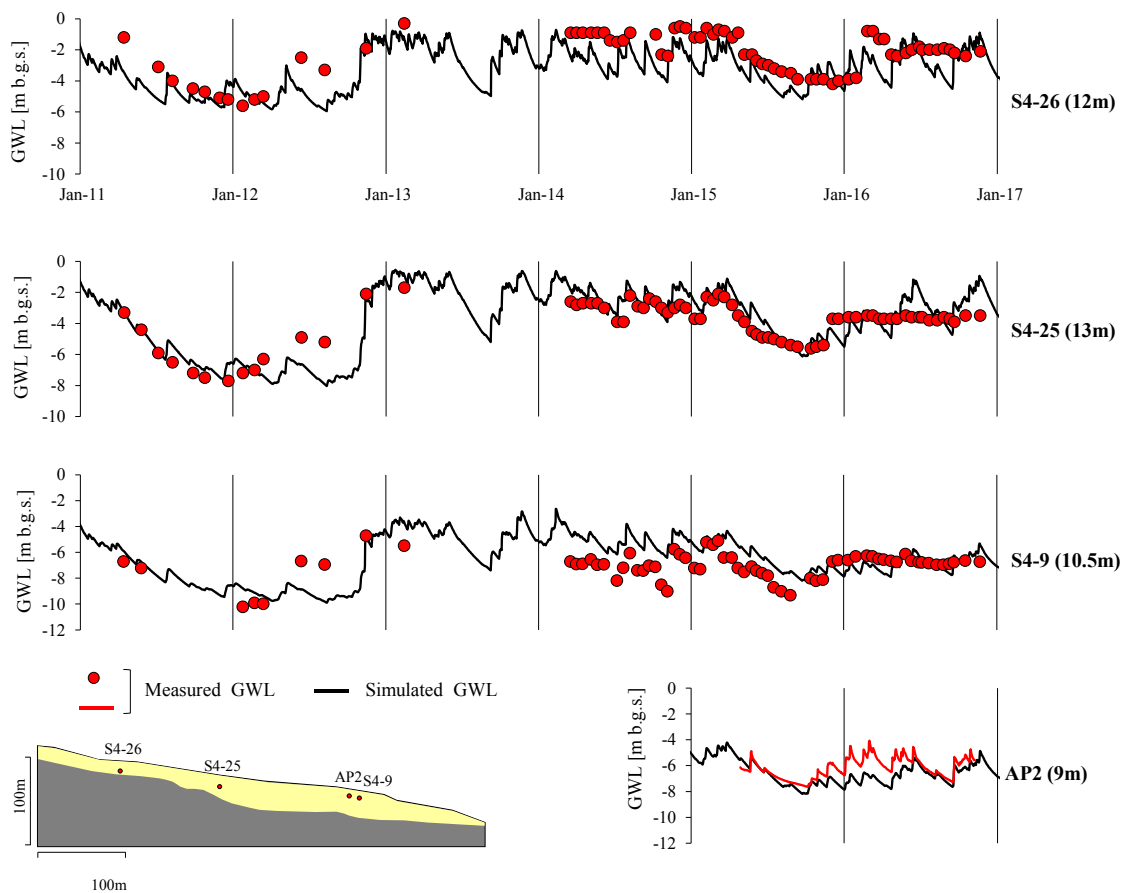 0
-2
-4
-6
-8
-10
GWL [m b.g.s.]
S4-26 (12m)
Jan-11 Jan-12 Jan-13 Jan-14 Jan-15 Jan-16 Jan-17
0
-2
-4
-6
-8
-10
GWL [m b.g.s.]
S4-25 (13m)
0
-2
-4
-6
-8
-10
-12
GWL [m b.g.s.]
S4-9 (10.5m)
Measured GWL Simulated GWL
S4-26
S4-25
AP2 S4-9
100m
100m
0
-2
-4
-6
-8
-10
-12
GWL [m b.g.s.]
AP2 (9m)